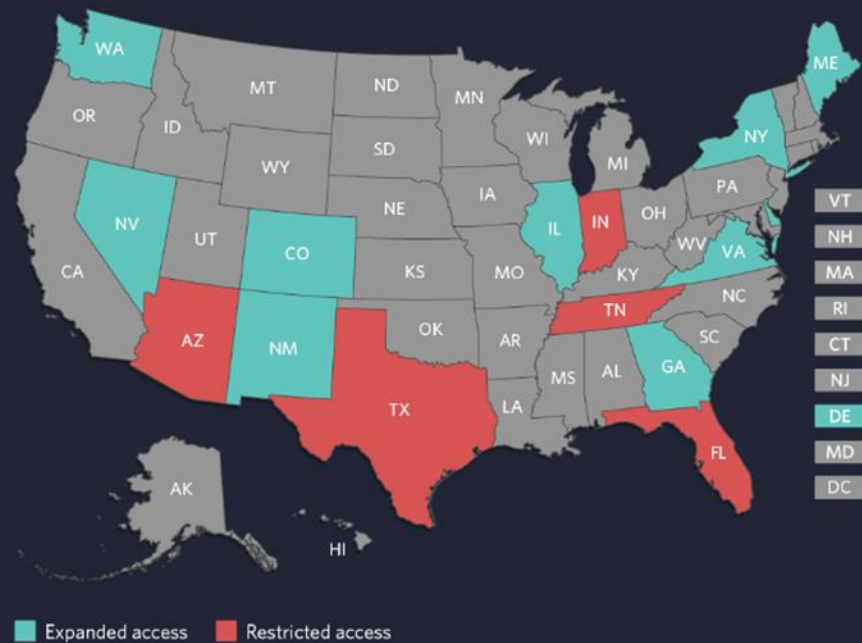 WA
ME
MT
ND
MN
OR
NY
ID
WI
SD
MI
WY
PA
IA
NE
OH
IN
IL
NV
WV
UT
CO
VA
CA
KS
MO
KY
NC
TN
OK
AZ
AR
SC
NM
GA
MS
AL
LA
TX
FL
AK
HI
VT
NH
MA
RI
CT
NJ
DE
MD
DC
Expanded access
Restricted access